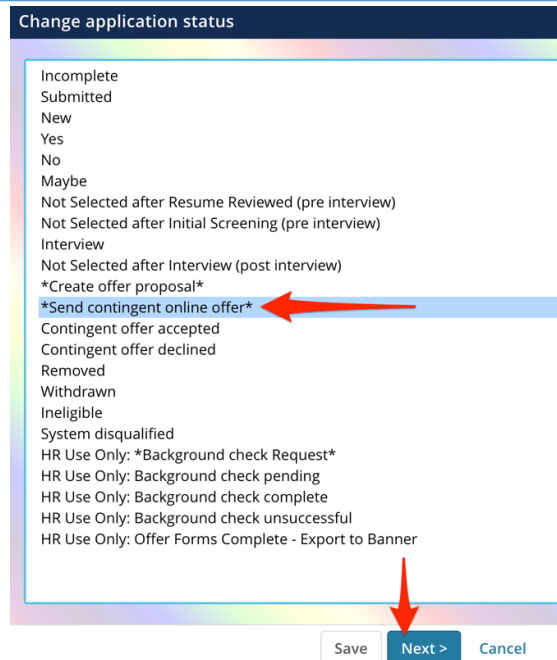 Change application status
Incomplete
Submitted
New
Yes
No
Maybe
Not Selected after Resume Reviewed (pre interview)
Not Selected after Initial Screening (pre interview)
Interview
Not Selected after Interview (post interview)
*Create offer proposal*
*Send contingent online offer*
Contingent offer accepted
Contingent offer declined
Removed
Withdrawn
Ineligible
System disqualified
HR Use Only: *Background check Request*
HR Use Only: Background check pending
HR Use Only: Background check complete
HR Use Only: Background check unsuccessful
HR Use Only: Offer Forms Complete - Export to Banner
Save Next > Cancel